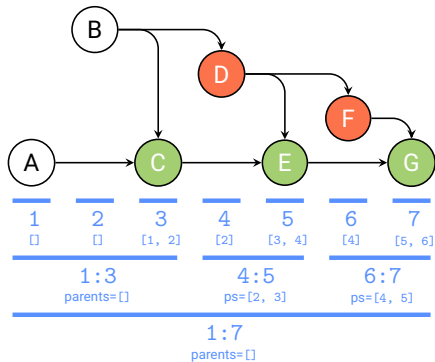 B
D
F
A C E G
1 2 3 4 5 6 7
[] [] [1, 2] [2] [3, 4] [4] [5, 6]
1:3 4:5 6:7
parents=[] ps=[2, 3] ps=[4, 5]
1:7
parents=[]